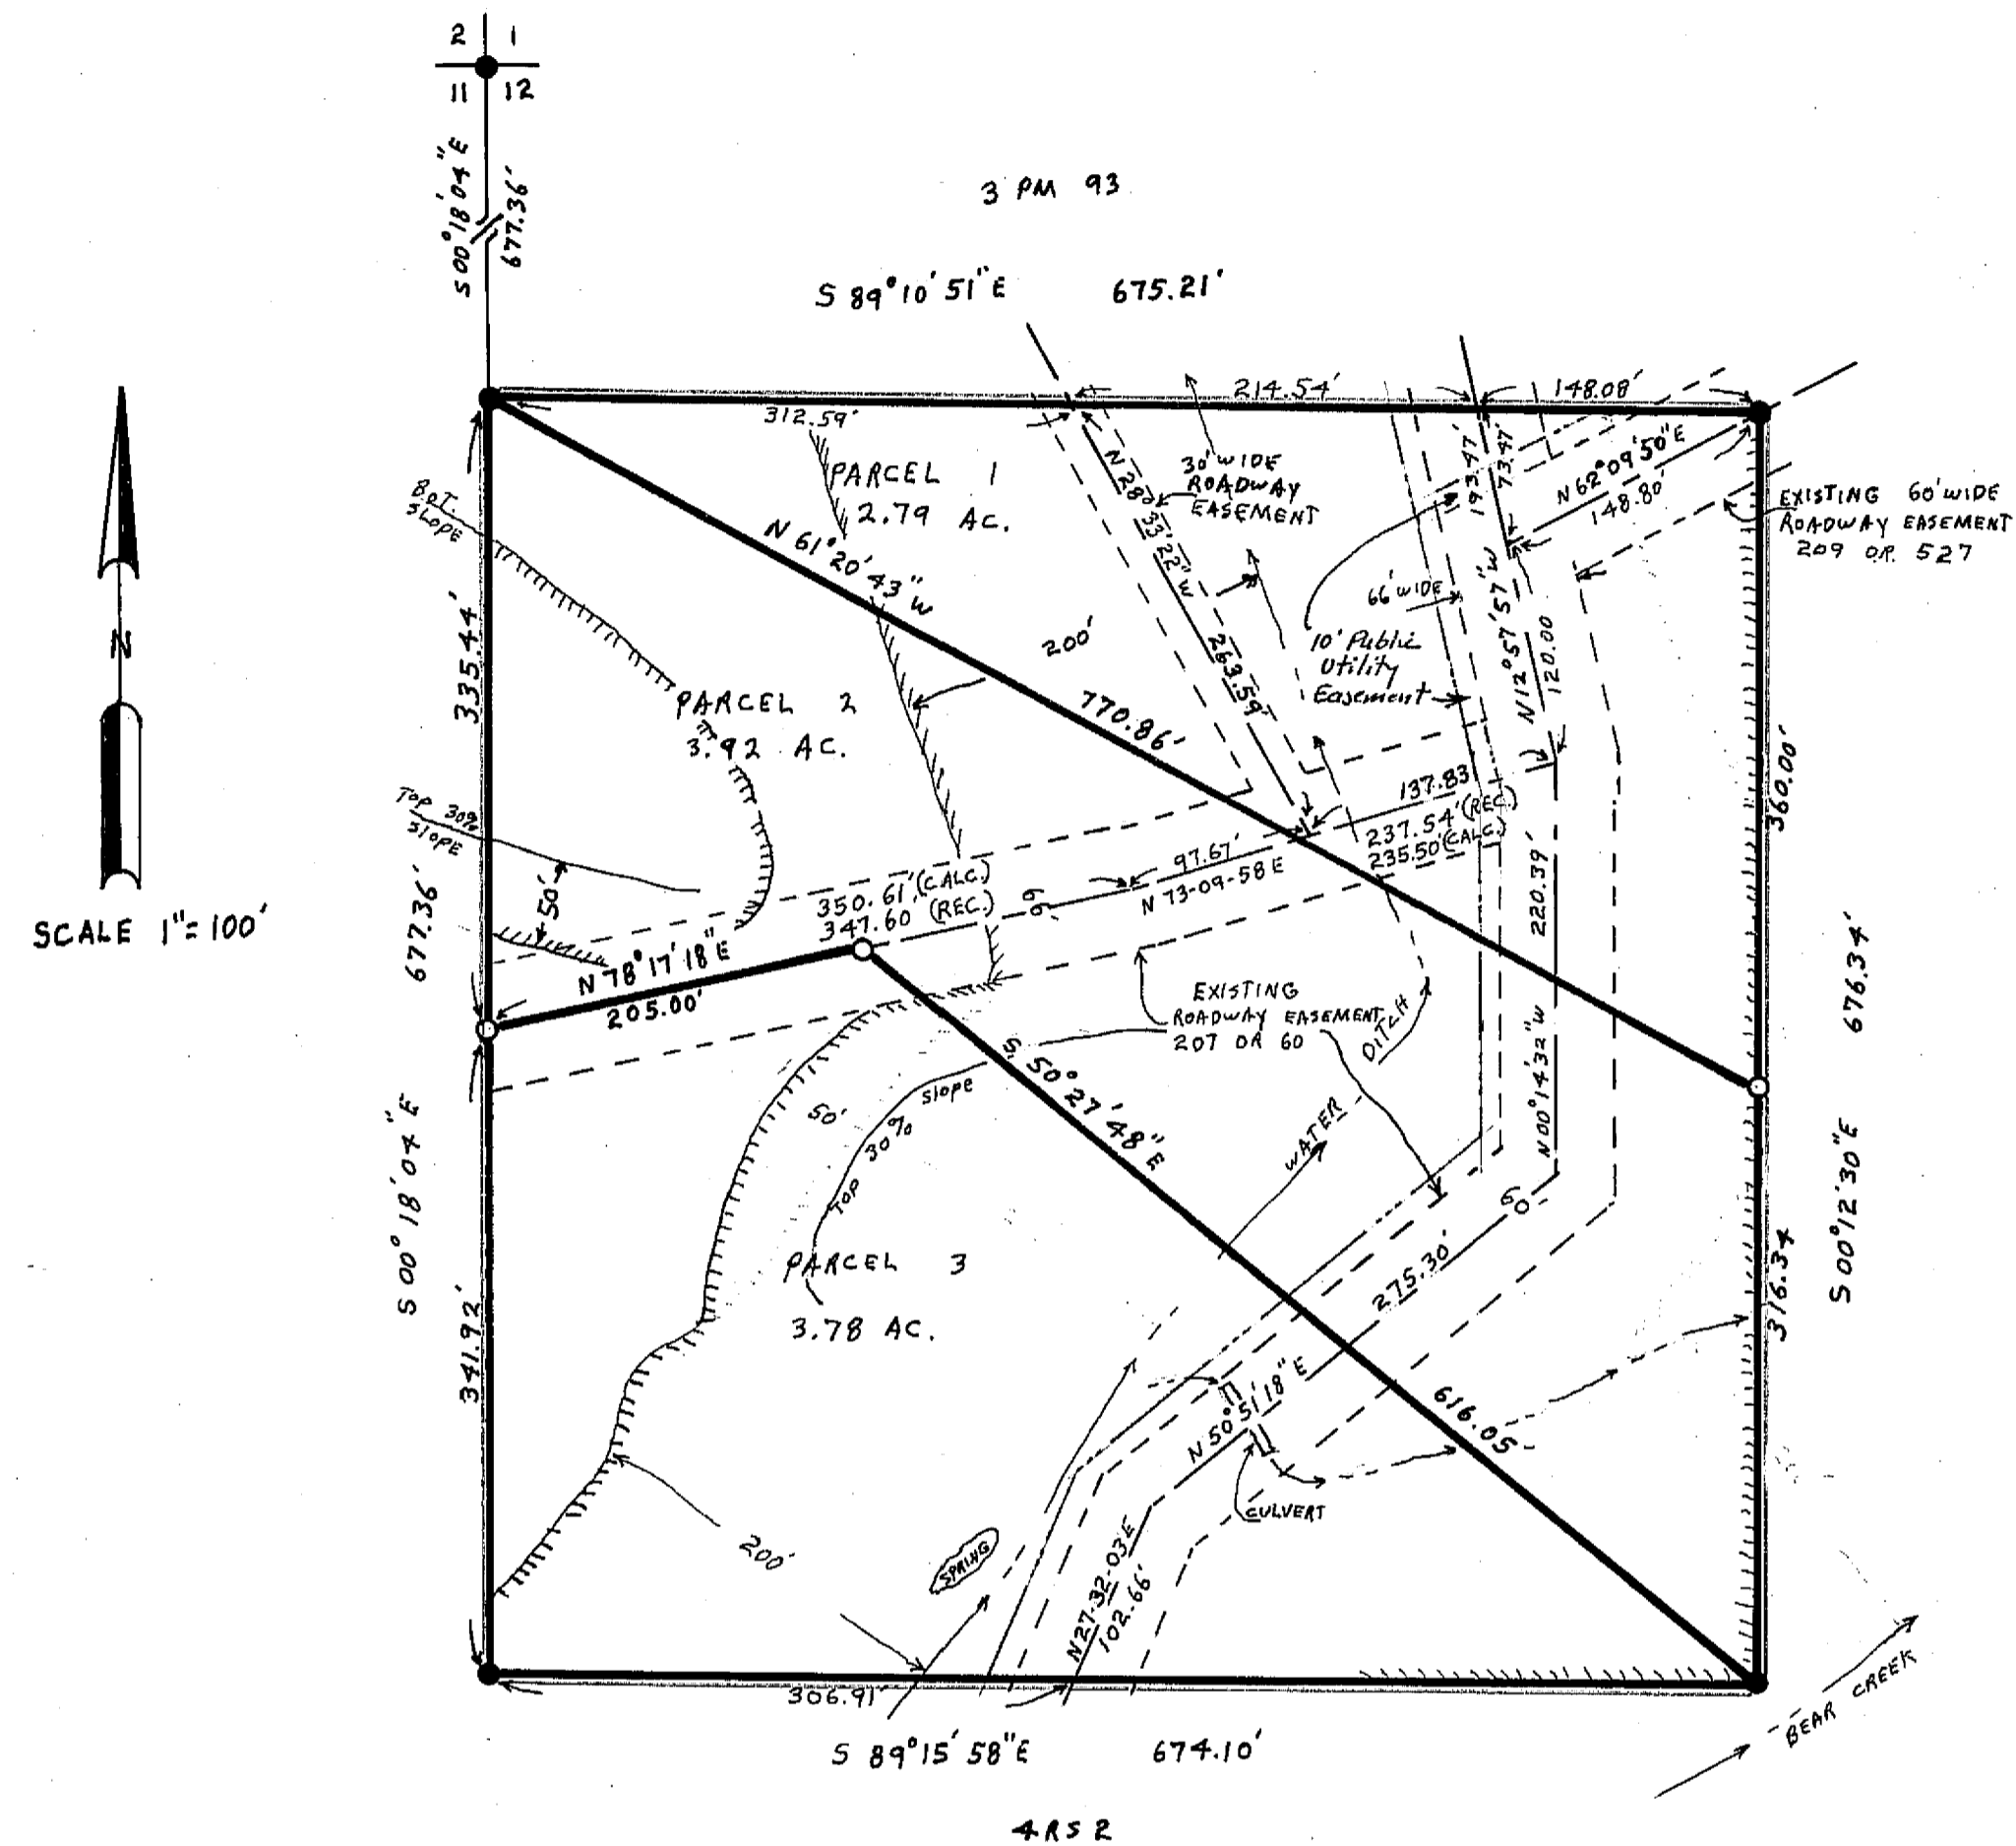 2 1
11 12
S 00°18'04"E
677.36'
3 PM 93
S 89°10'51"E 675.21'
312.59'
214.54'
148.08'
PARCEL 1
2.79 AC.
N 28°33'22"E
263.59'
30' WIDE
ROADWAY
EASEMENT
193.47'
73.47'
N 62°09'50"E
148.80'
EXISTING 60' WIDE
ROADWAY EASEMENT
209 OR. 527
BOT.
SLOPE
N 61°20'43"W
770.86'
200'
66' WIDE
10' Public
Utility
Easement
N 12°57'57"W
120.00
N
SCALE 1"=100'
335.44'
677.36'
PARCEL 2
3.92 AC.
TOP 30%
SLOPE
50'
350.61' (CALC.)
347.60' (REC.)
66'
97.67'
N 73-09-58 E
137.83
237.54' (REC.)
235.50' (CALC.)
220.39'
360.00'
N 78°17'18"E
205.00'
EXISTING
ROADWAY EASEMENT
207 OR 60
DITCH
WATER
N 00°14'32"W
676.34'
S 00°12'30"E
316.34
S 00°18'04"E
341.92'
50'
TOP 30% SLOPE
S 50°27'48"E
616.05'
PARCEL 3
3.78 AC.
60
275.30'
N 50°51'18"E
CULVERT
200'
SPRING
N27-32-03E
102.66'
306.91'
BEAR CREEK
S 89°15'58"E 674.10'
4 RS 2